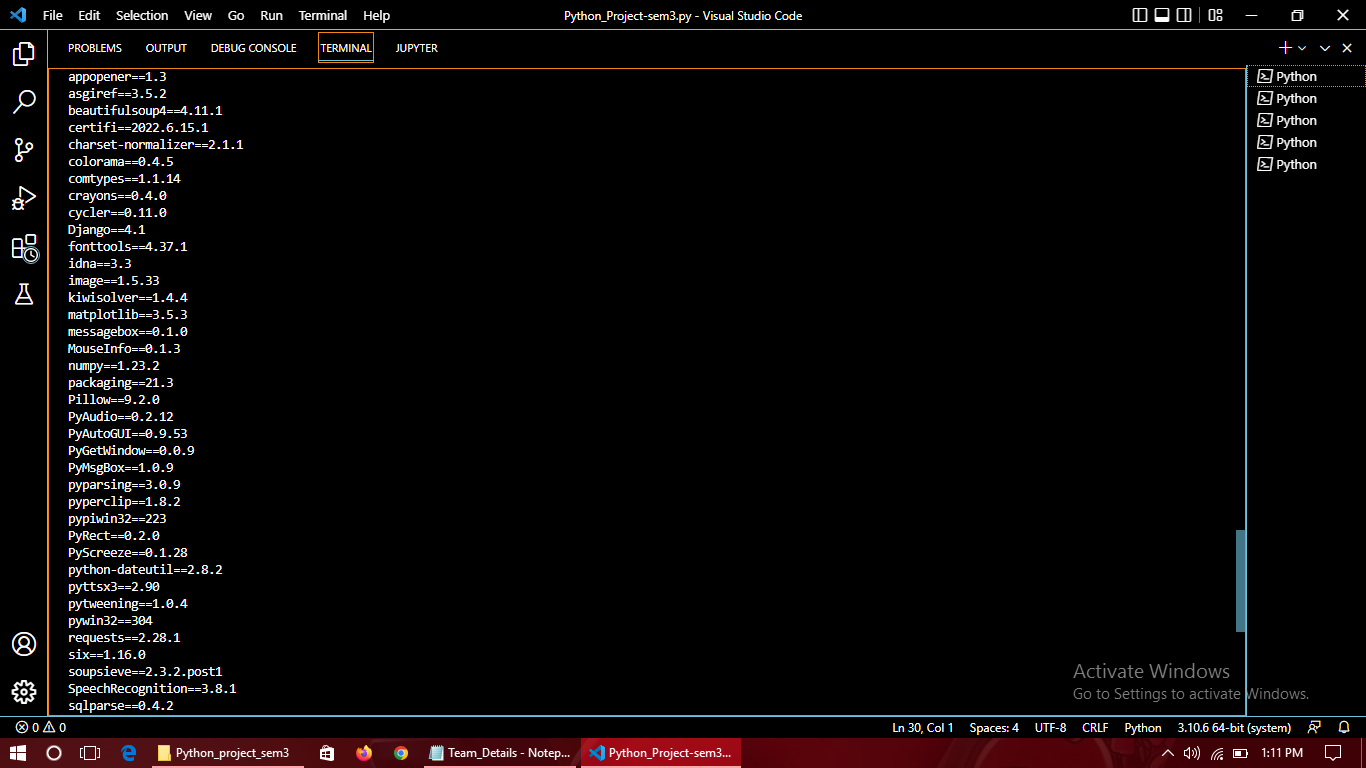 File Edit Selection View Go Run Terminal Help Python_Project-sem3.py - Visual Studio Code
PROBLEMS OUTPUT DEBUG CONSOLE TERMINAL JUPYTER
appopener==1.3
asgiref==3.5.2
beautifulsoup4==4.11.1
certifi==2022.6.15.1
charset-normalizer==2.1.1
colorama==0.4.5
comtypes==1.1.14
crayons==0.4.0
cycler==0.11.0
Django==4.1
fonttools==4.37.1
idna==3.3
image==1.5.33
kiwisolver==1.4.4
matplotlib==3.5.3
messagebox==0.1.0
MouseInfo==0.1.3
numpy==1.23.2
packaging==21.3
Pillow==9.2.0
PyAudio==0.2.12
PyAutoGUI==0.9.53
PyGetWindow==0.0.9
PyMsgBox==1.0.9
pyparsing==3.0.9
pyperclip==1.8.2
pypiwin32==223
PyRect==0.2.0
PyScreeze==0.1.28
python-dateutil==2.8.2
pyttsx3==2.90
pytweening==1.0.4
pywin32==304
requests==2.28.1
six==1.16.0
soupsieve==2.3.2.post1
SpeechRecognition==3.8.1
sqlparse==0.4.2
Python
Python
Python
Python
Python
Activate Windows
Go to Settings to activate Windows.
0 0 Ln 30, Col 1 Spaces: 4 UTF-8 CRLF Python 3.10.6 64-bit (system)
Python_project_sem3 Team_Details - Notep... Python_Project-sem3... 1:11 PM